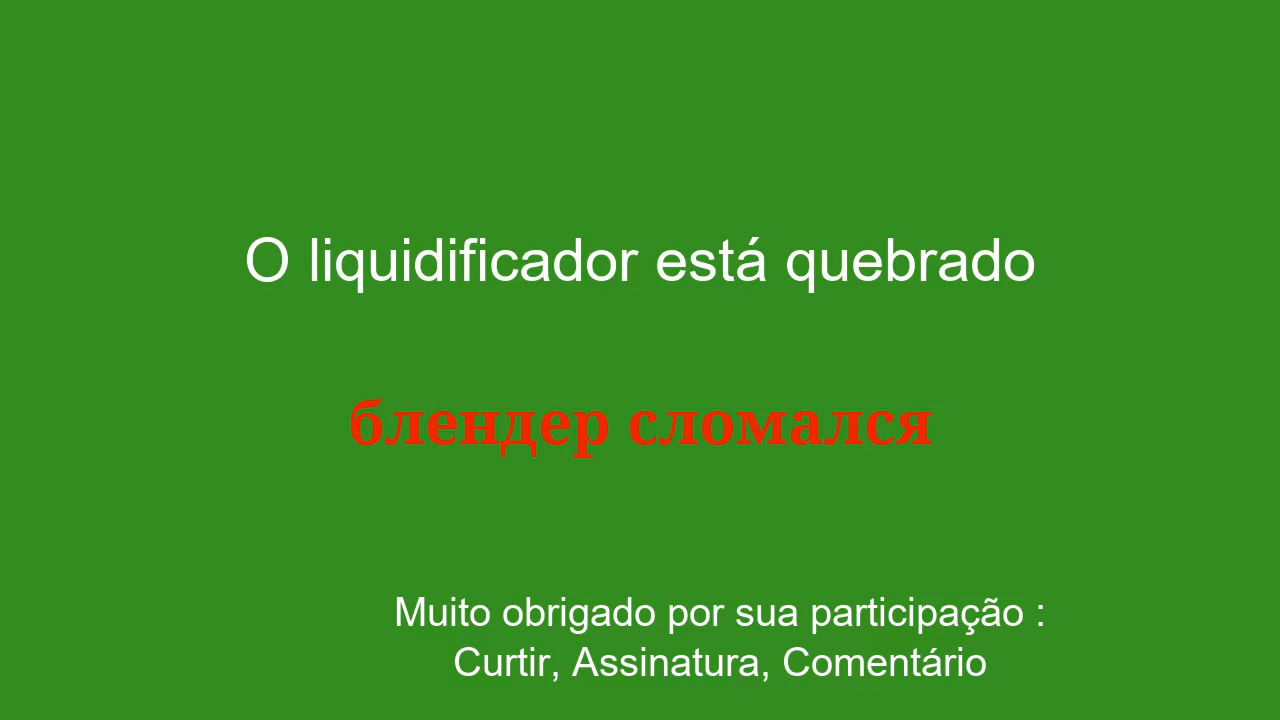 O liquidificador está quebrado
блендер сломался
Muito obrigado por sua participação :
Curtir, Assinatura, Comentário